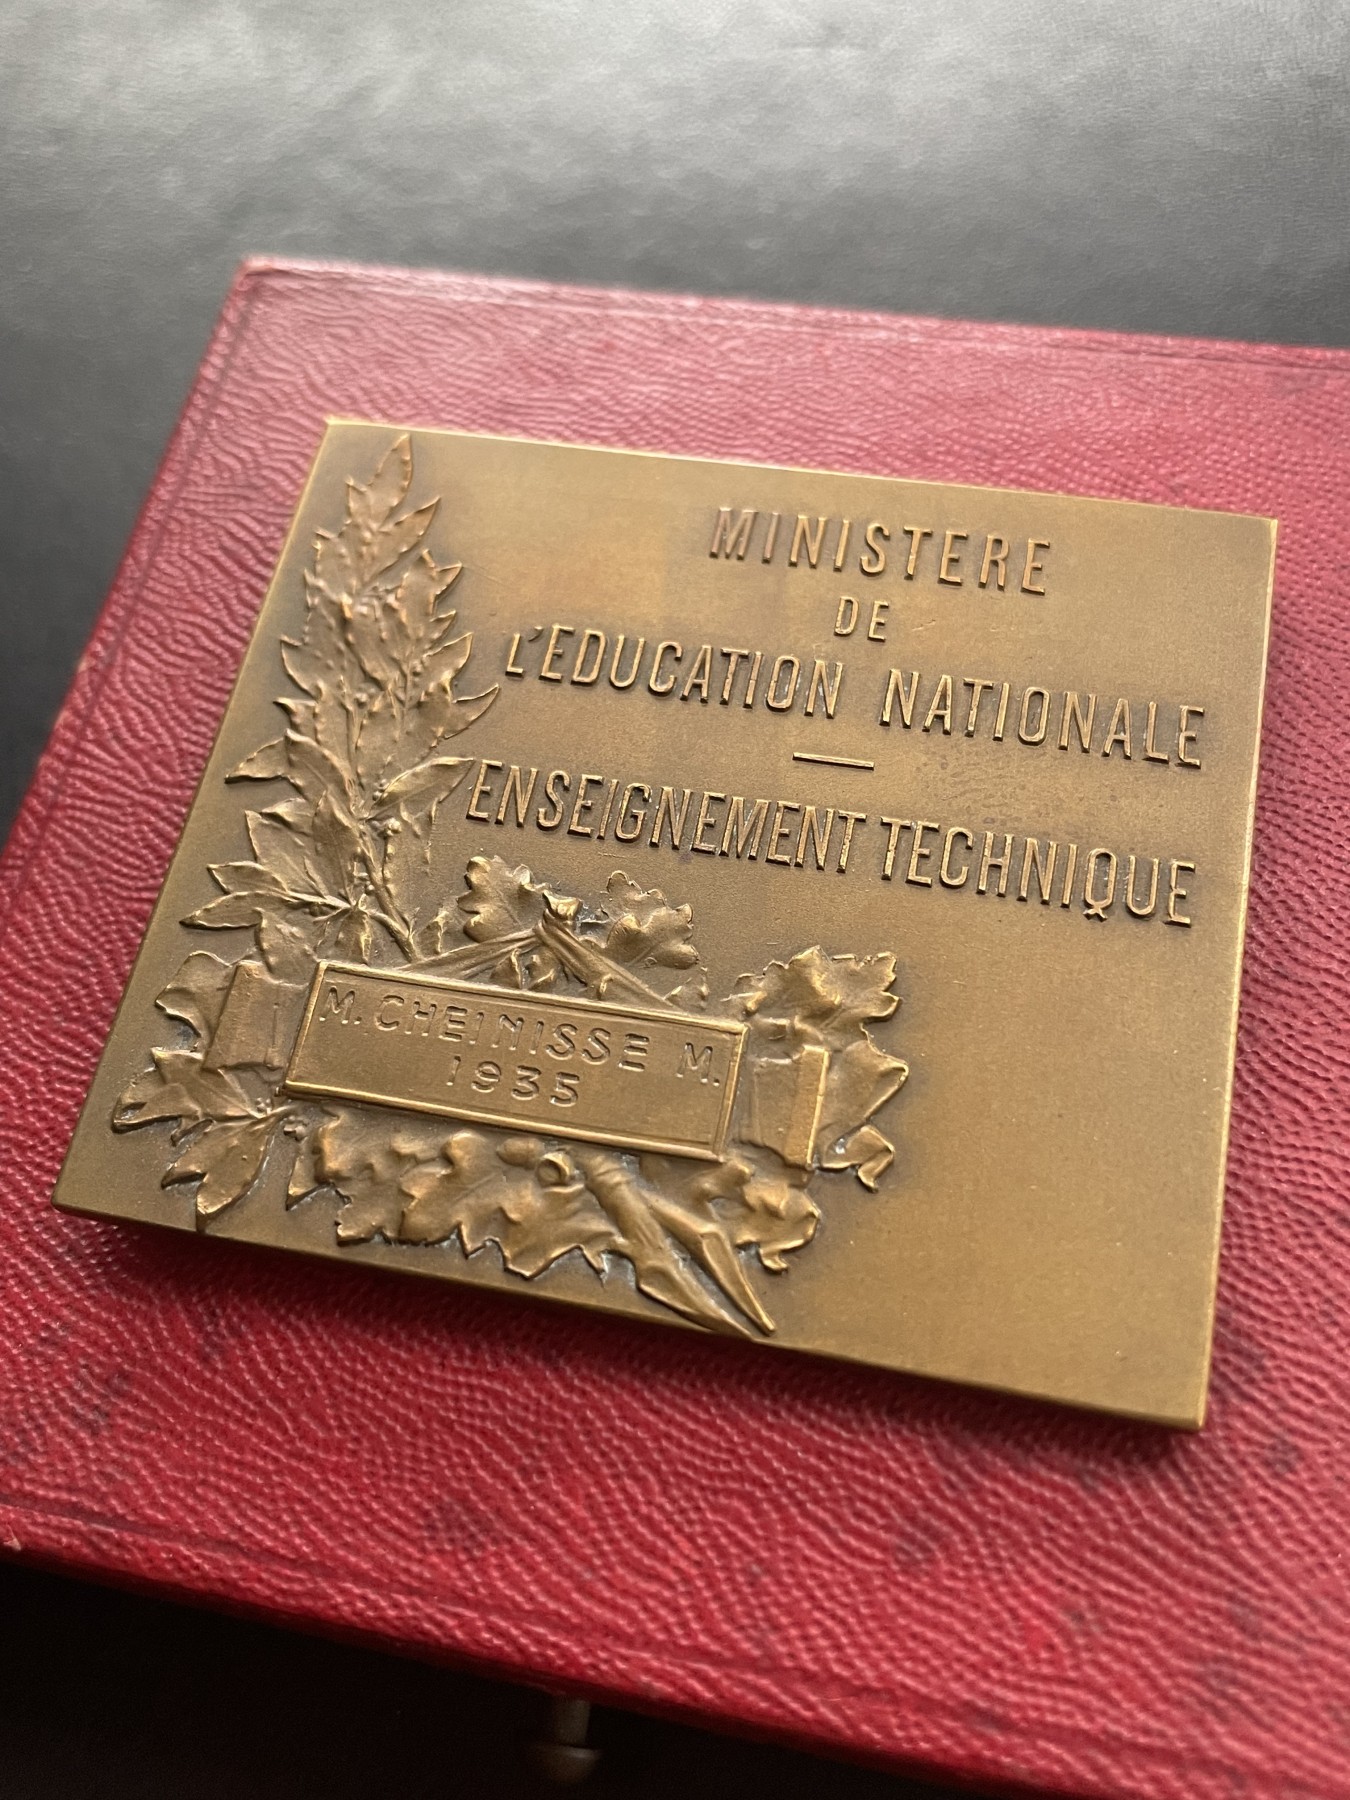 MINISTERE
DE
L'EDUCATION NATIONALE
ENSEIGNEMENT TECHNIQUE
M. CHEINISSE M.
1935